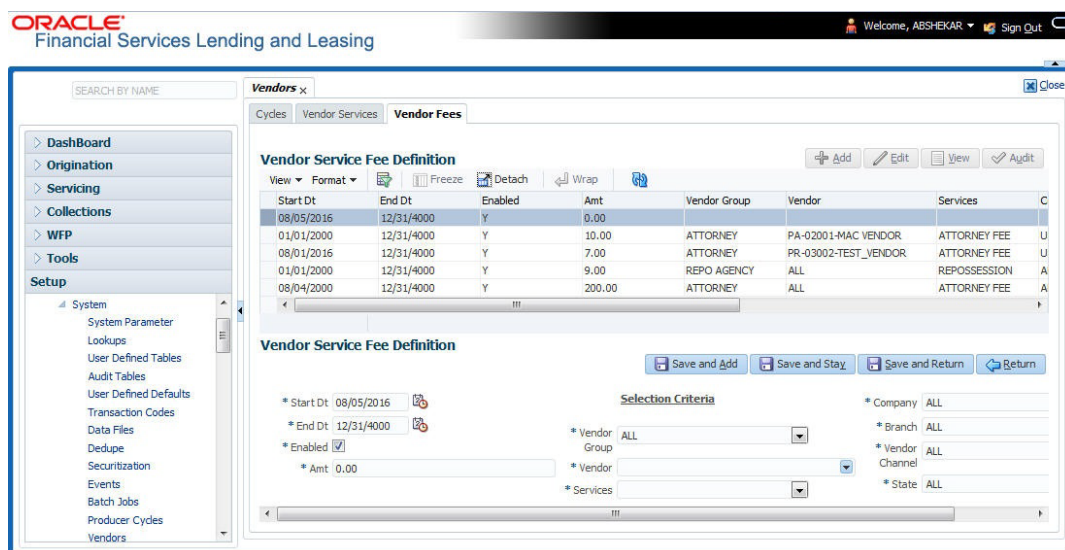 ORACLE
Financial Services Lending and Leasing
Welcome, ABSHEKAR Sign Out
SEARCH BY NAME
Vendors x
Close
Cycles Vendor Services Vendor Fees
DashBoard
Origination
Servicing
Collections
WFP
Tools
Setup
System
System Parameter
Lookups
User Defined Tables
Audit Tables
User Defined Defaults
Transaction Codes
Data Files
Dedupe
Securitization
Events
Batch Jobs
Producer Cycles
Vendors
Vendor Service Fee Definition
Add Edit View Audit
View Format Freeze Detach Wrap
Start Dt End Dt Enabled Amt Vendor Group Vendor Services C
08/05/2016 12/31/4000 Y 0.00
01/01/2000 12/31/4000 Y 10.00 ATTORNEY PA-02001-MAC VENDOR ATTORNEY FEE U
08/01/2016 12/31/4000 Y 7.00 ATTORNEY PR-03002-TEST_VENDOR ATTORNEY FEE U
01/01/2000 12/31/4000 Y 9.00 REPO AGENCY ALL REPOSSESSION A
08/04/2000 12/31/4000 Y 200.00 ATTORNEY ALL ATTORNEY FEE A
Vendor Service Fee Definition
Save and Add Save and Stay Save and Return Return
* Start Dt 08/05/2016
* End Dt 12/31/4000
* Enabled
* Amt 0.00
Selection Criteria
* Vendor Group ALL
* Vendor
* Services
* Company ALL
* Branch ALL
* Vendor Channel ALL
* State ALL